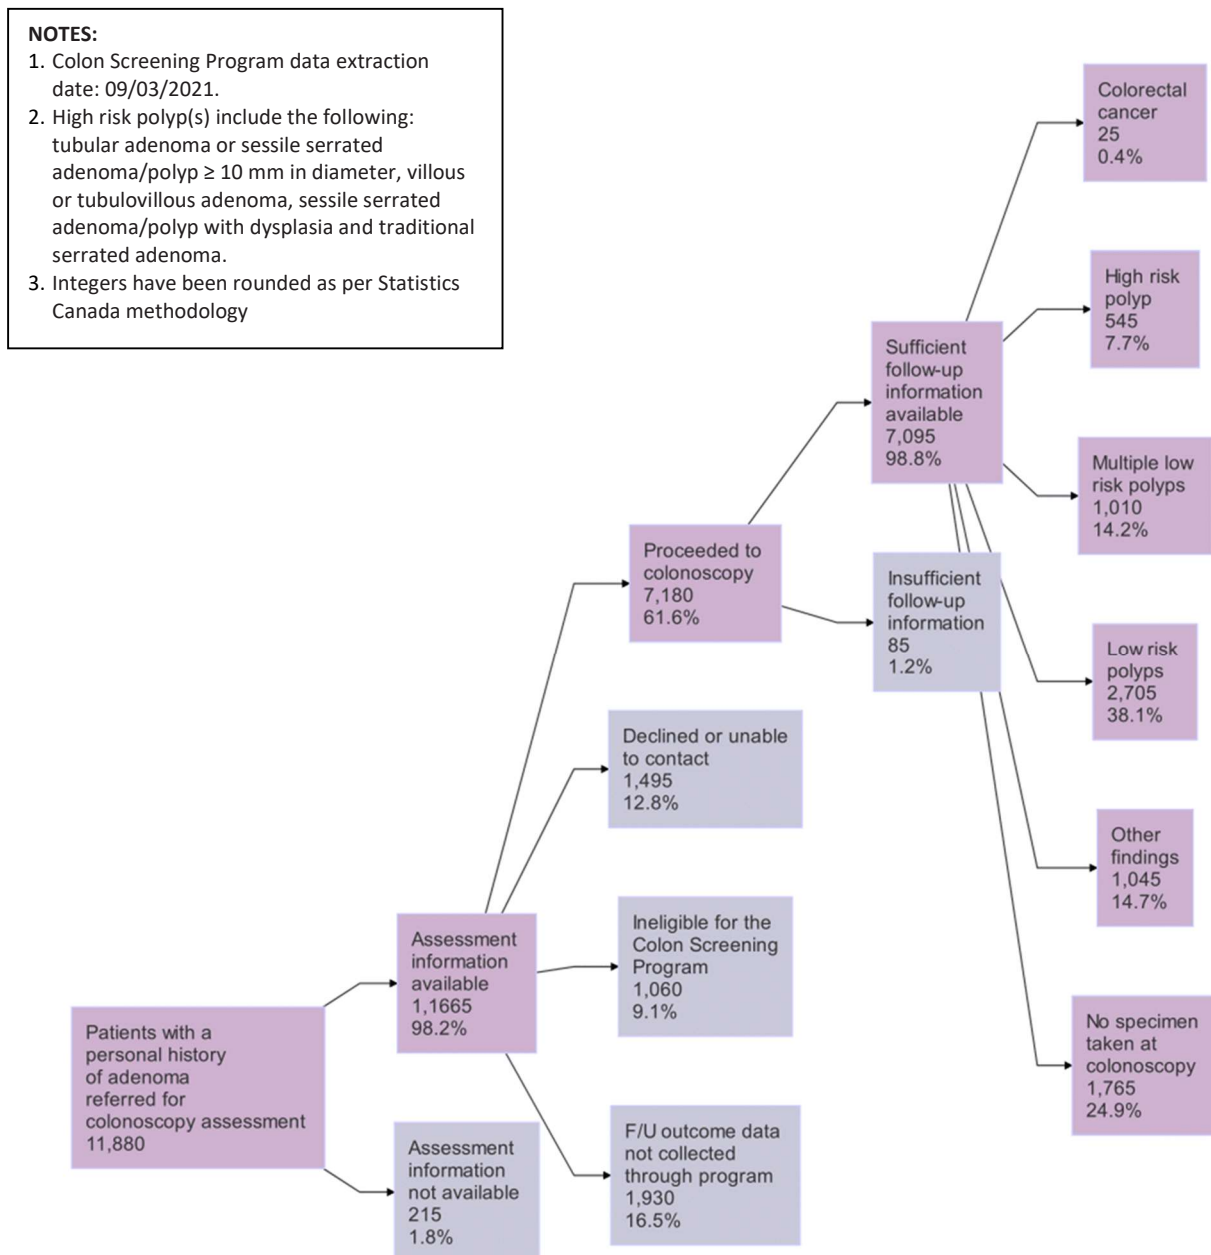 NOTES:
1. Colon Screening Program data extraction
date: 09/03/2021.
2. High risk polyp(s) include the following:
tubular adenoma or sessile serrated
adenoma/polyp ≥ 10 mm in diameter, villous
or tubulovillous adenoma, sessile serrated
adenoma/polyp with dysplasia and traditional
serrated adenoma.
3. Integers have been rounded as per Statistics
Canada methodology
Patients with a
personal history
of adenoma
referred for
colonoscopy assessment
11,880
Assessment
information
available
1,1665
98.2%
Assessment
information
not available
215
1.8%
Proceeded to
colonoscopy
7,180
61.6%
Declined or unable
to contact
1,495
12.8%
Ineligible for the
Colon Screening
Program
1,060
9.1%
F/U outcome data
not collected
through program
1,930
16.5%
Sufficient
follow-up
information
available
7,095
98.8%
Insufficient
follow-up
information
85
1.2%
Colorectal
cancer
25
0.4%
High risk
polyp
545
7.7%
Multiple low
risk polyps
1,010
14.2%
Low risk
polyps
2,705
38.1%
Other
findings
1,045
14.7%
No specimen
taken at
colonoscopy
1,765
24.9%